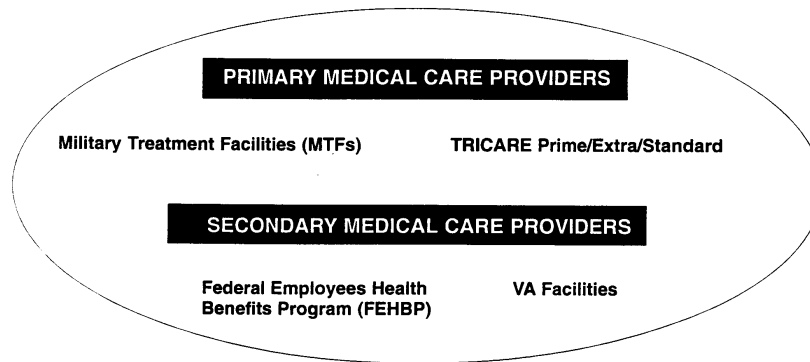 PRIMARY MEDICAL CARE PROVIDERS
Military Treatment Facilities (MTFs) TRICARE Prime/Extra/Standard
SECONDARY MEDICAL CARE PROVIDERS
Federal Employees Health
Benefits Program (FEHBP)
VA Facilities